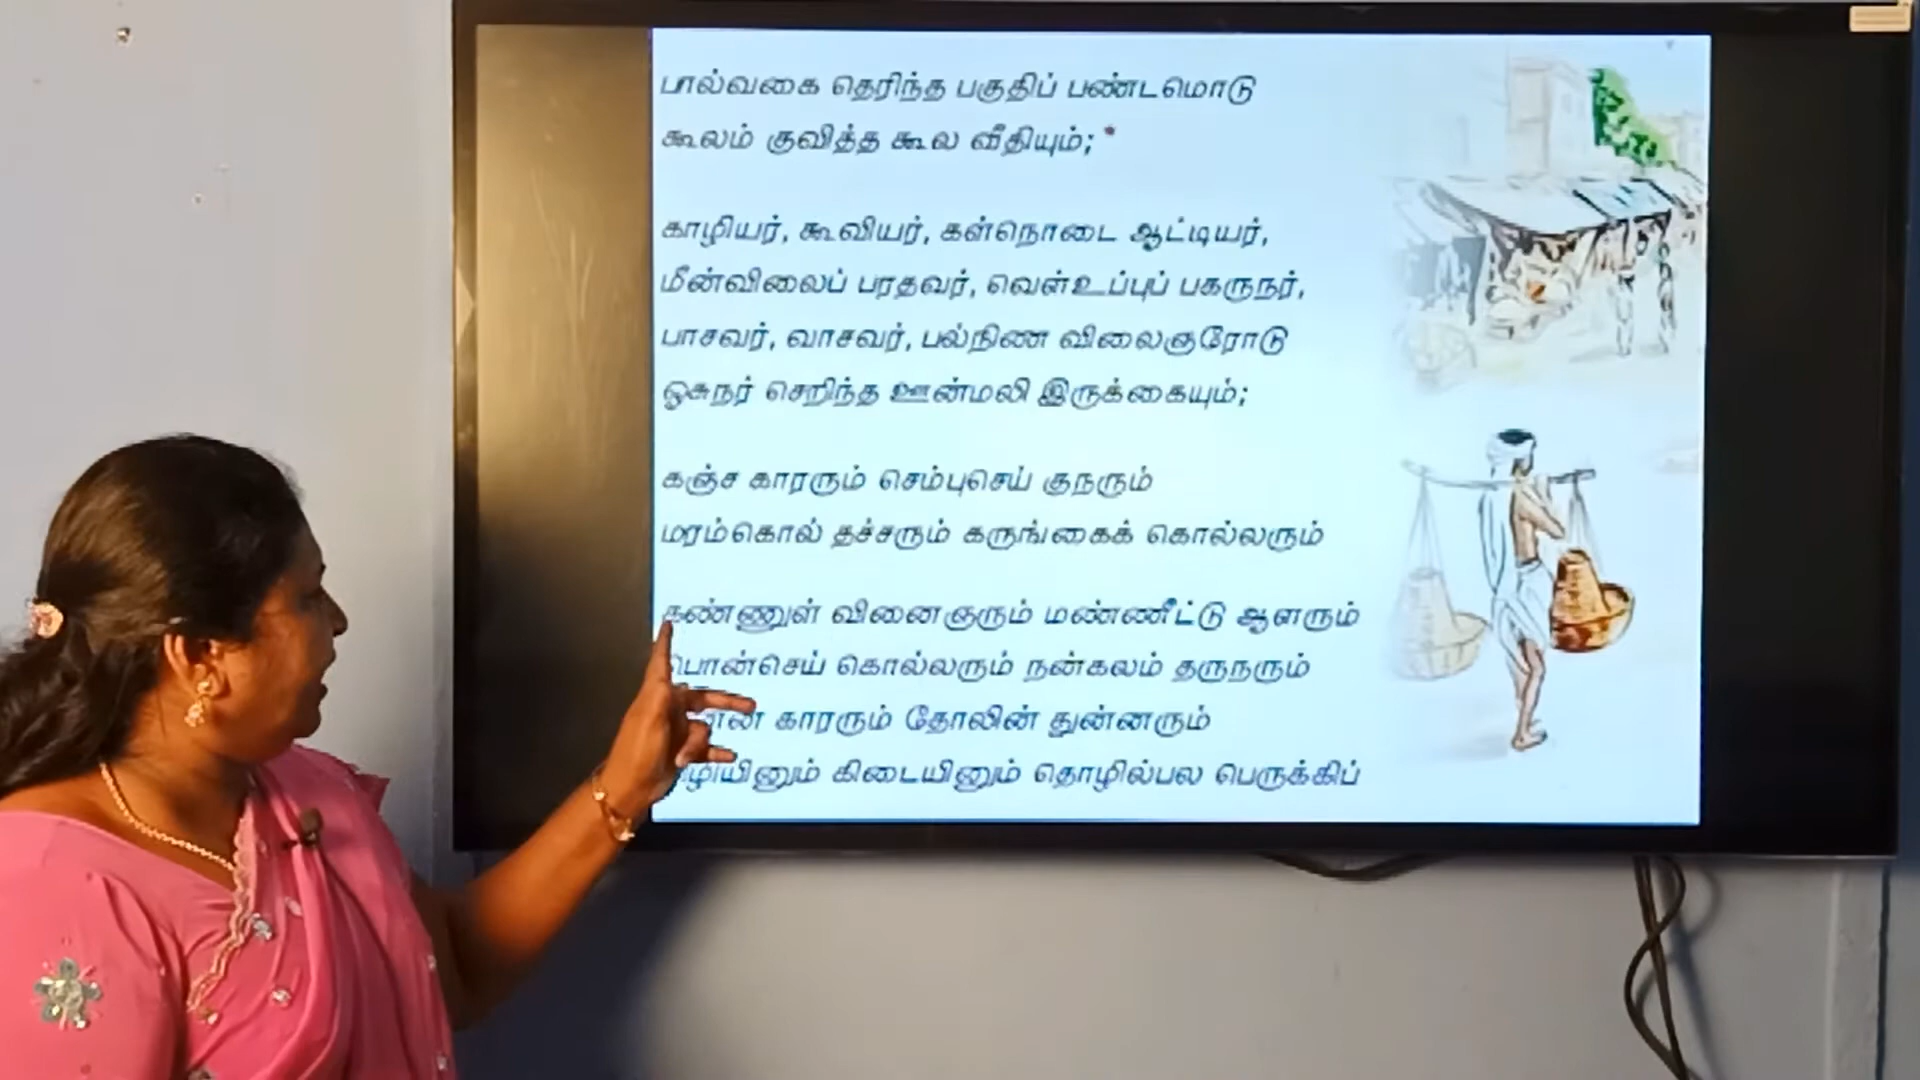 பால்வகை தெரிந்த பகுதிப் பண்டமொடு
கூலம் குவித்த கூல வீதியும்; *
காழியர், கூவியர், கள்நொடை ஆட்டியர்,
மீன்விலைப் பரதவர், வெள்உப்புப் பகருநர்,
பாசவர், வாசவர், பல்நிண விலைஞரோடு
ஓசுநர் செறிந்த ஊன்மலி இருக்கையும்;
கஞ்ச காரரும் செம்புசெய் குநரும்
மரம்கொல் தச்சரும் கருங்கைக் கொல்லரும்
கண்ணுள் வினைஞரும் மண்ணீட்டு ஆளரும்
பொன்செய் கொல்லரும் நன்கலம் தருநரும்
காரரும் தோலின் துன்னரும்
கிடையினும் தொழில்பல பெருக்கிப்